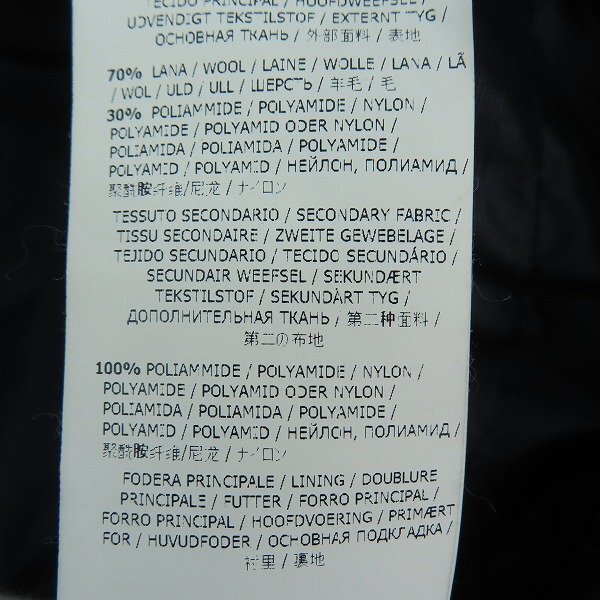 TECIDO PRINCIPAL / HOOFDWEEFSEL /
UDVENDIGT TEKSTILSTOF / EXTERNT TYG /
ОСНОВНАЯ ТКАНЬ / 外部面料 / 表地
70% LANA / WOOL / LAINE / WOLLE / LANA / LÃ
/ WOL / ULD / ULL / ШЕРСТЬ / 羊毛 / 毛
30% POLIAMMIDE / POLYAMIDE / NYLON /
POLYAMIDE / POLYAMID ODER NYLON /
POLIAMIDA / POLIAMIDA / POLYAMIDE /
POLYAMID / POLYAMID / НЕЙЛОН, ПОЛИАМИД /
聚酰胺纤维/尼龙 / ナイロン
TESSUTO SECONDARIO / SECONDARY FABRIC /
TISSU SECONDAIRE / ZWEITE GEWEBELAGE /
TEJIDO SECUNDARIO / TECIDO SECUNDÁRIO /
SECUNDAIR WEEFSEL / SEKUNDÆRT
TEKSTILSTOF / SEKUNDÄRT TYG /
ДОПОЛНИТЕЛЬНАЯ ТКАНЬ / 第二种面料 /
第二の布地
100% POLIAMMIDE / POLYAMIDE / NYLON /
POLYAMIDE / POLYAMID ODER NYLON /
POLIAMIDA / POLIAMIDA / POLYAMIDE /
POLYAMID / POLYAMID / НЕЙЛОН, ПОЛИАМИД /
聚酰胺纤维/尼龙 / ナイロン
FODERA PRINCIPALE / LINING / DOUBLURE
PRINCIPALE / FUTTER / FORRO PRINCIPAL /
FORRO PRINCIPAL / HOOFDVOERING / PRIMÆRT
FOR / HUVUDFODER / ОСНОВНАЯ ПОДКЛАДКА /
衬里 / 裏地